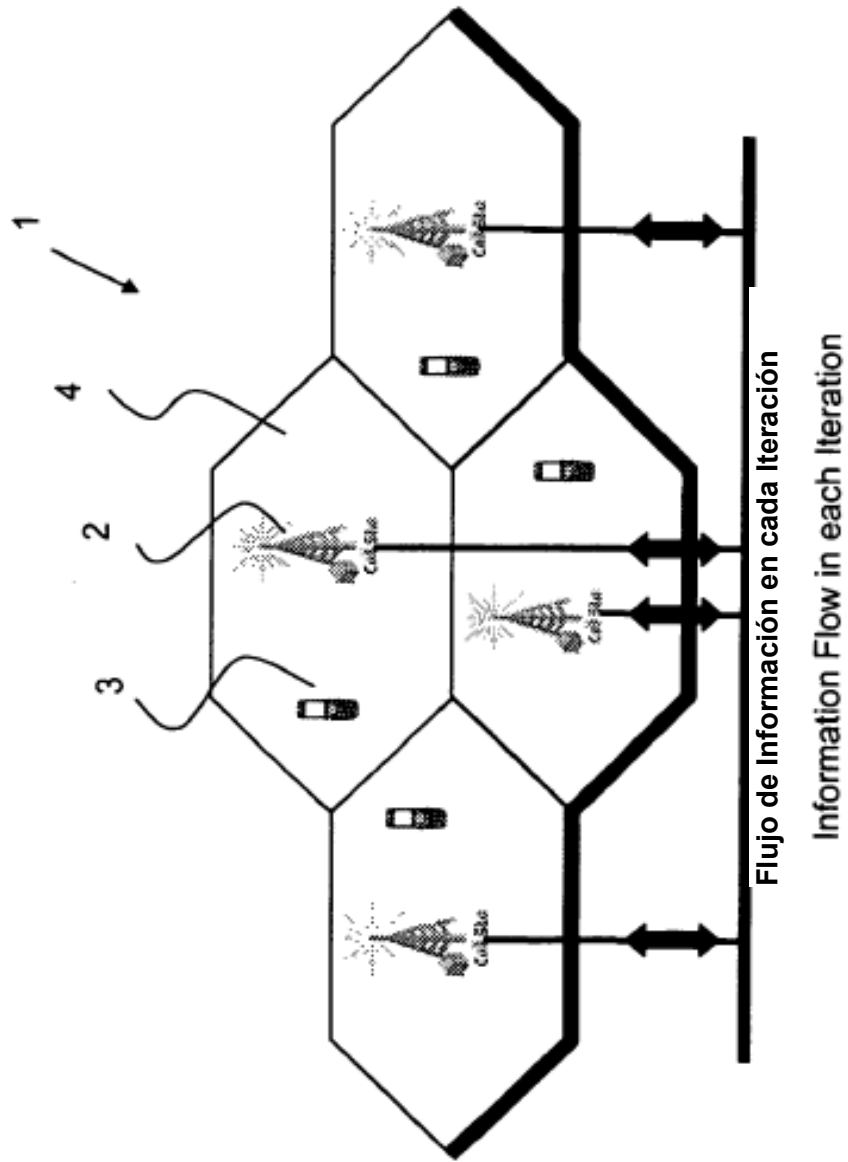 1
4
2
3
Flujo de Información en cada Iteración
Information Flow in each Iteration